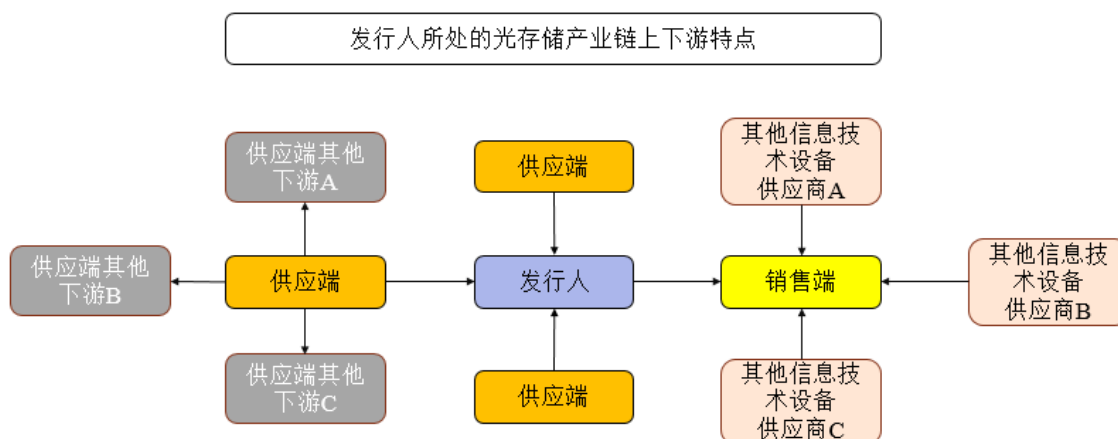 发行人所处的光存储产业链上下游特点
供应端其他
下游A
供应端
其他信息技
术设备
供应商A
供应端其他
下游B
供应端
发行人
销售端
其他信息技
术设备
供应商B
供应端其他
下游C
供应端
其他信息技
术设备
供应商C